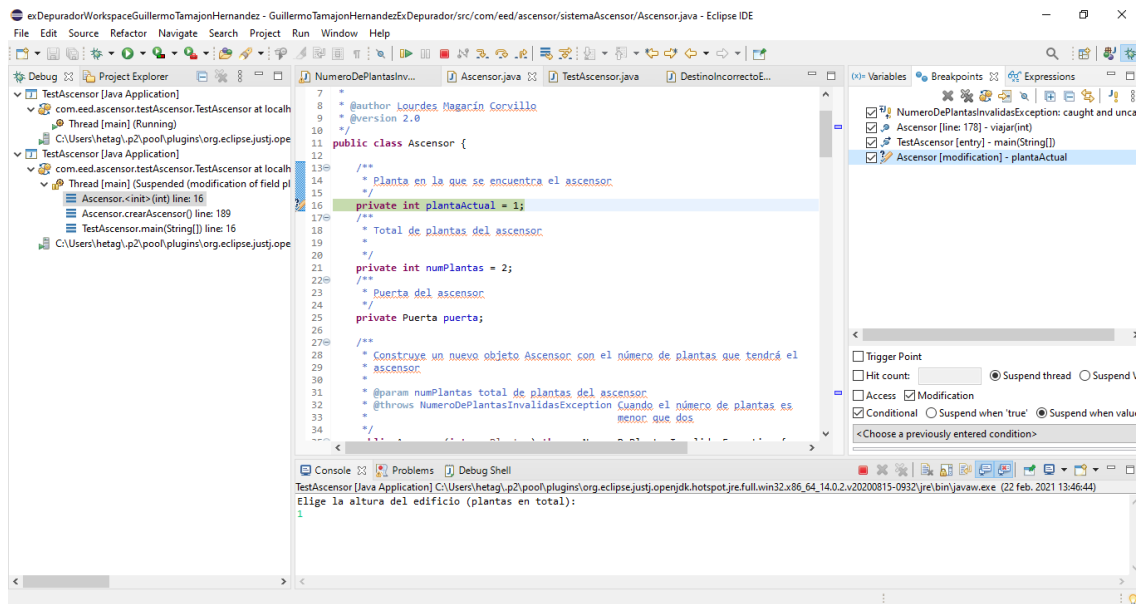 exDepuradorWorkspaceGuillermoTamajonHernandez - GuillermoTamajonHernandezExDepurador/src/com/eed/ascensor/sistemaAscensor/Ascensor.java - Eclipse IDE
File Edit Source Refactor Navigate Search Project Run Window Help
Debug Project Explorer
TestAscensor [Java Application]
com.eed.ascensor.testAscensor.TestAscensor at localh
Thread [main] (Running)
C:\Users\hetag\.p2\pool\plugins\org.eclipse.justj.ope
TestAscensor [Java Application]
com.eed.ascensor.testAscensor.TestAscensor at localh
Thread [main] (Suspended (modification of field pl
Ascensor.<init>(int) line: 16
Ascensor.crearAscensor() line: 189
TestAscensor.main(String[]) line: 16
C:\Users\hetag\.p2\pool\plugins\org.eclipse.justj.ope
NumeroDePlantasInv... Ascensor.java TestAscensor.java DestinoIncorrectoE...
7 *
8 * @author Lourdes Magarín Corvillo
9 * @version 2.0
10 */
11 public class Ascensor {
12
13 /**
14 * Planta en la que se encuentra el ascensor
15 */
16 private int plantaActual = 1;
17 /**
18 * Total de plantas del ascensor
19 *
20 */
21 private int numPlantas = 2;
22 /**
23 * Puerta del ascensor
24 */
25 private Puerta puerta;
26
27 /**
28 * Construye un nuevo objeto Ascensor con el número de plantas que tendrá el
29 * ascensor
30 *
31 * @param numPlantas total de plantas del ascensor
32 * @throws NumeroDePlantasInvalidasException Cuando el número de plantas es
33 * menor que dos
34 */
(x)= Variables Breakpoints Expressions
NumeroDePlantasInvalidasException: caught and unca
Ascensor [line: 178] - viajar(int)
TestAscensor [entry] - main(String[])
Ascensor [modification] - plantaActual
Trigger Point
Hit count: Suspend thread Suspend V
Access Modification
Conditional Suspend when 'true' Suspend when value
<Choose a previously entered condition>
Console Problems Debug Shell
TestAscensor [Java Application] C:\Users\hetag\.p2\pool\plugins\org.eclipse.justj.openjdk.hotspot.jre.full.win32.x86_64_14.0.2.v20200815-0932\jre\bin\javaw.exe (22 feb. 2021 13:46:44)
Elige la altura del edificio (plantas en total):
1